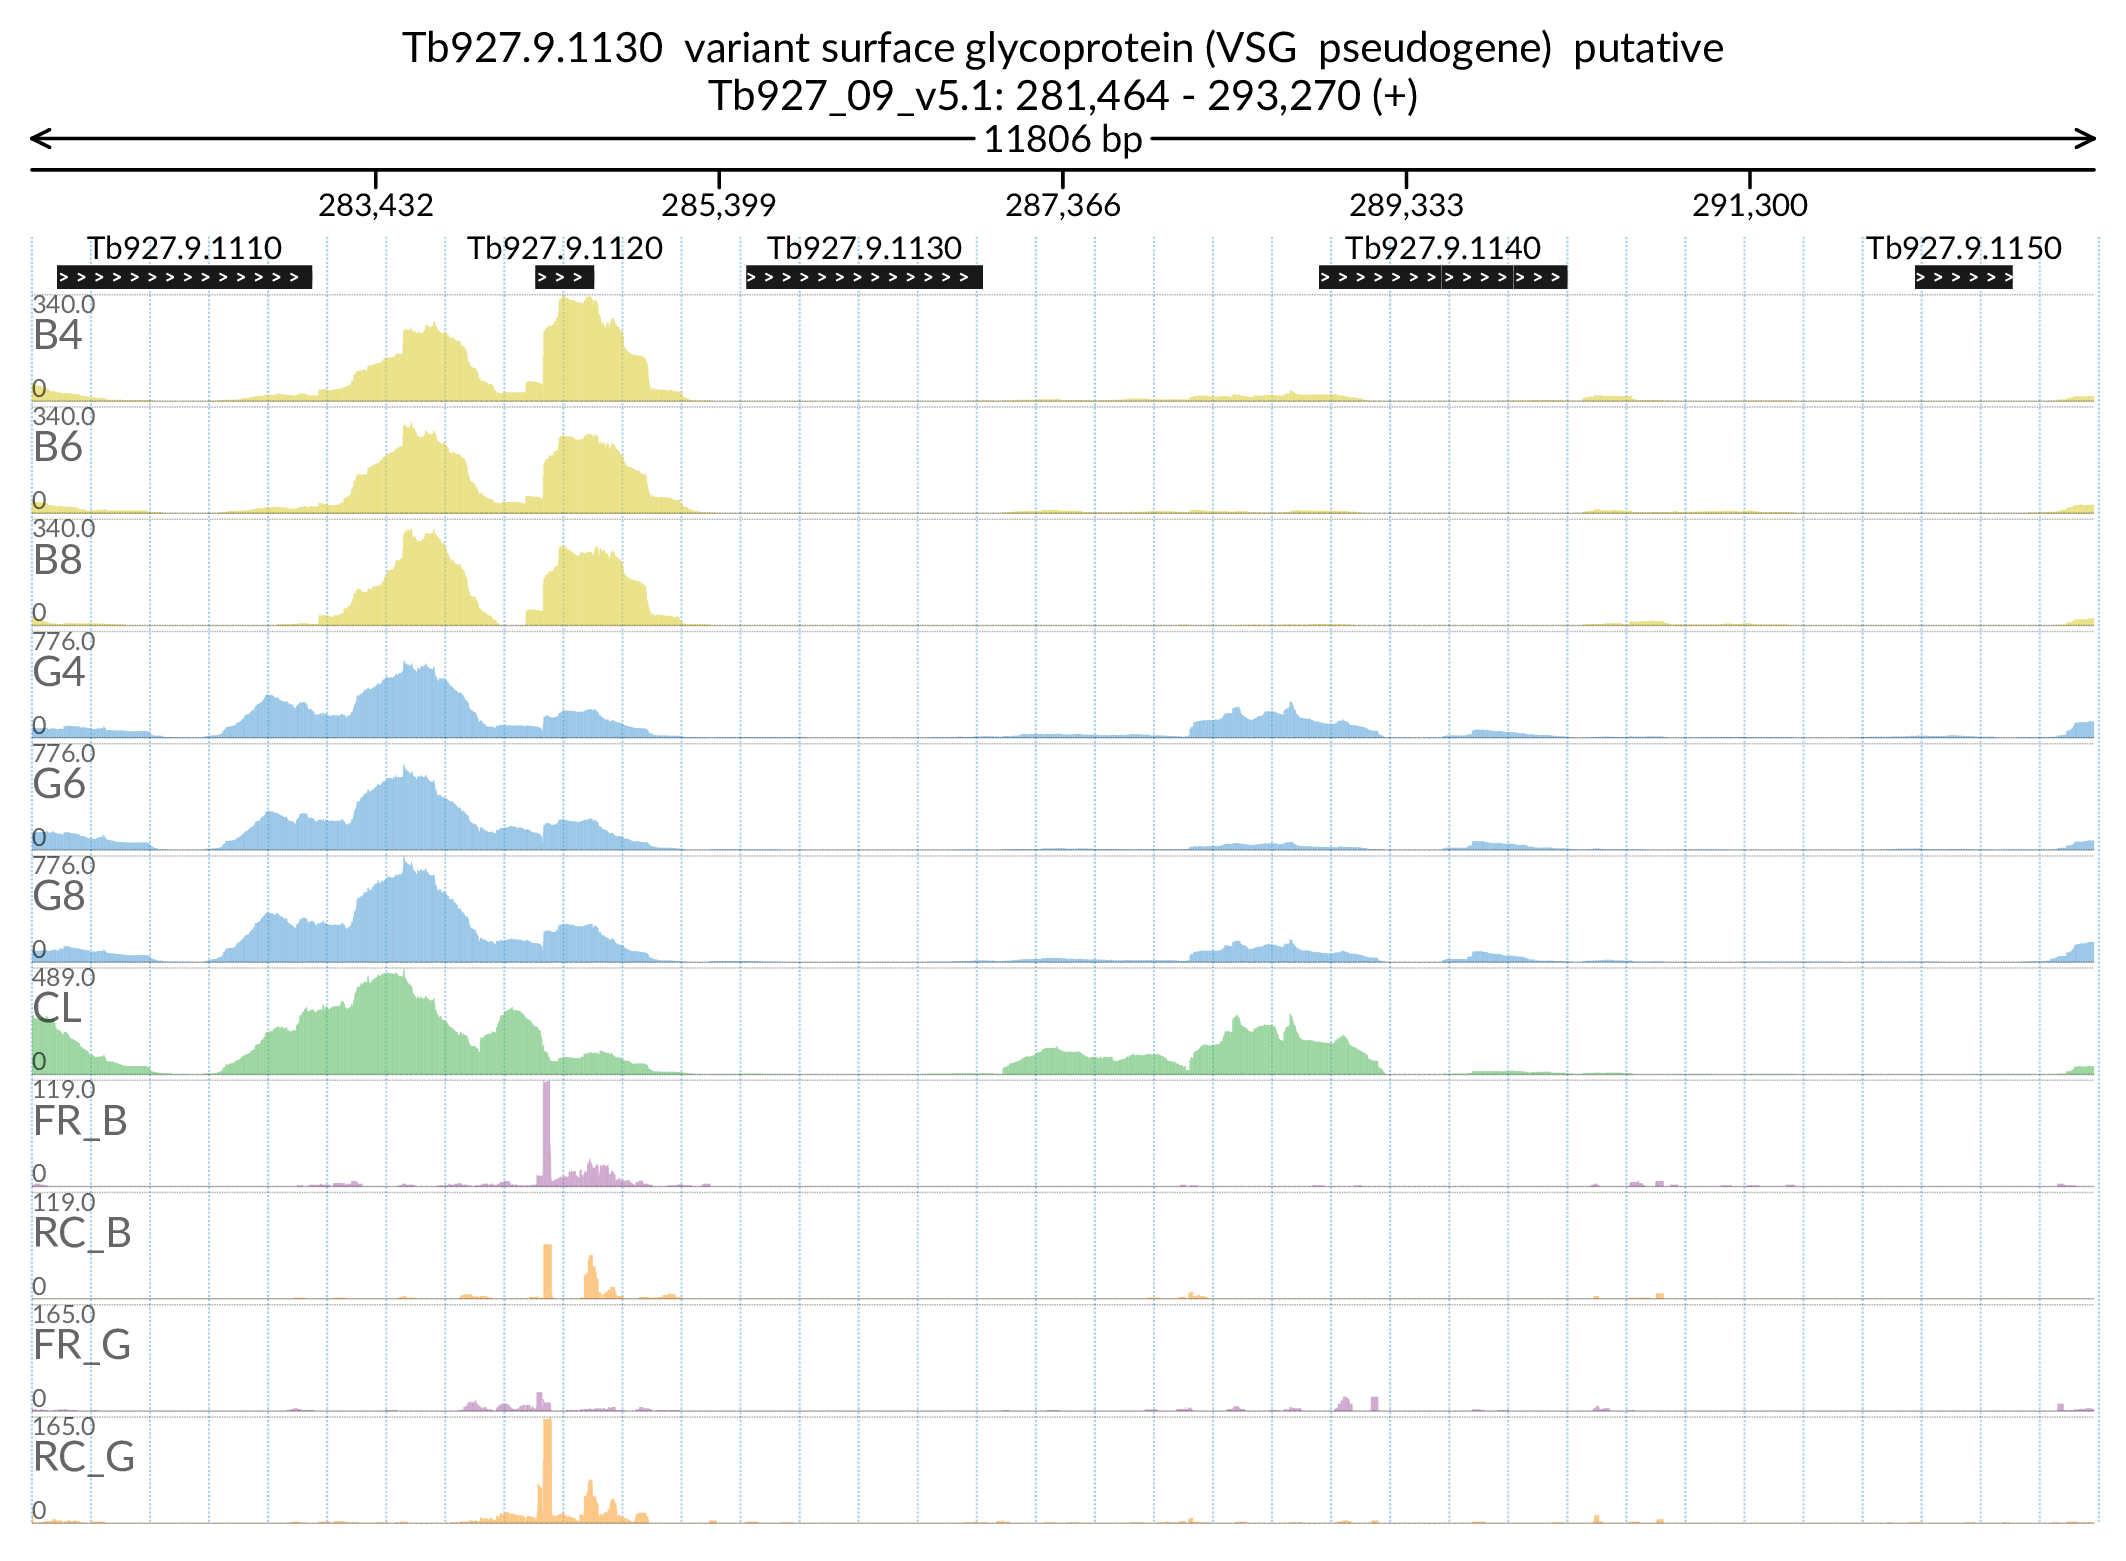 Tb927.9.1130 variant surface glycoprotein (VSG pseudogene) putative
Tb927_09_v5.1: 281,464 - 293,270 (+)
11806 bp
283,432 285,399 287,366 289,333 291,300
Tb927.9.1110 Tb927.9.1120 Tb927.9.1130 Tb927.9.1140 Tb927.9.1150
340.0
B4
0
340.0
B6
0
340.0
B8
0
776.0
G4
0
776.0
G6
0
776.0
G8
0
489.0
CL
0
119.0
FR_B
0
119.0
RC_B
0
165.0
FR_G
0
165.0
RC_G
0